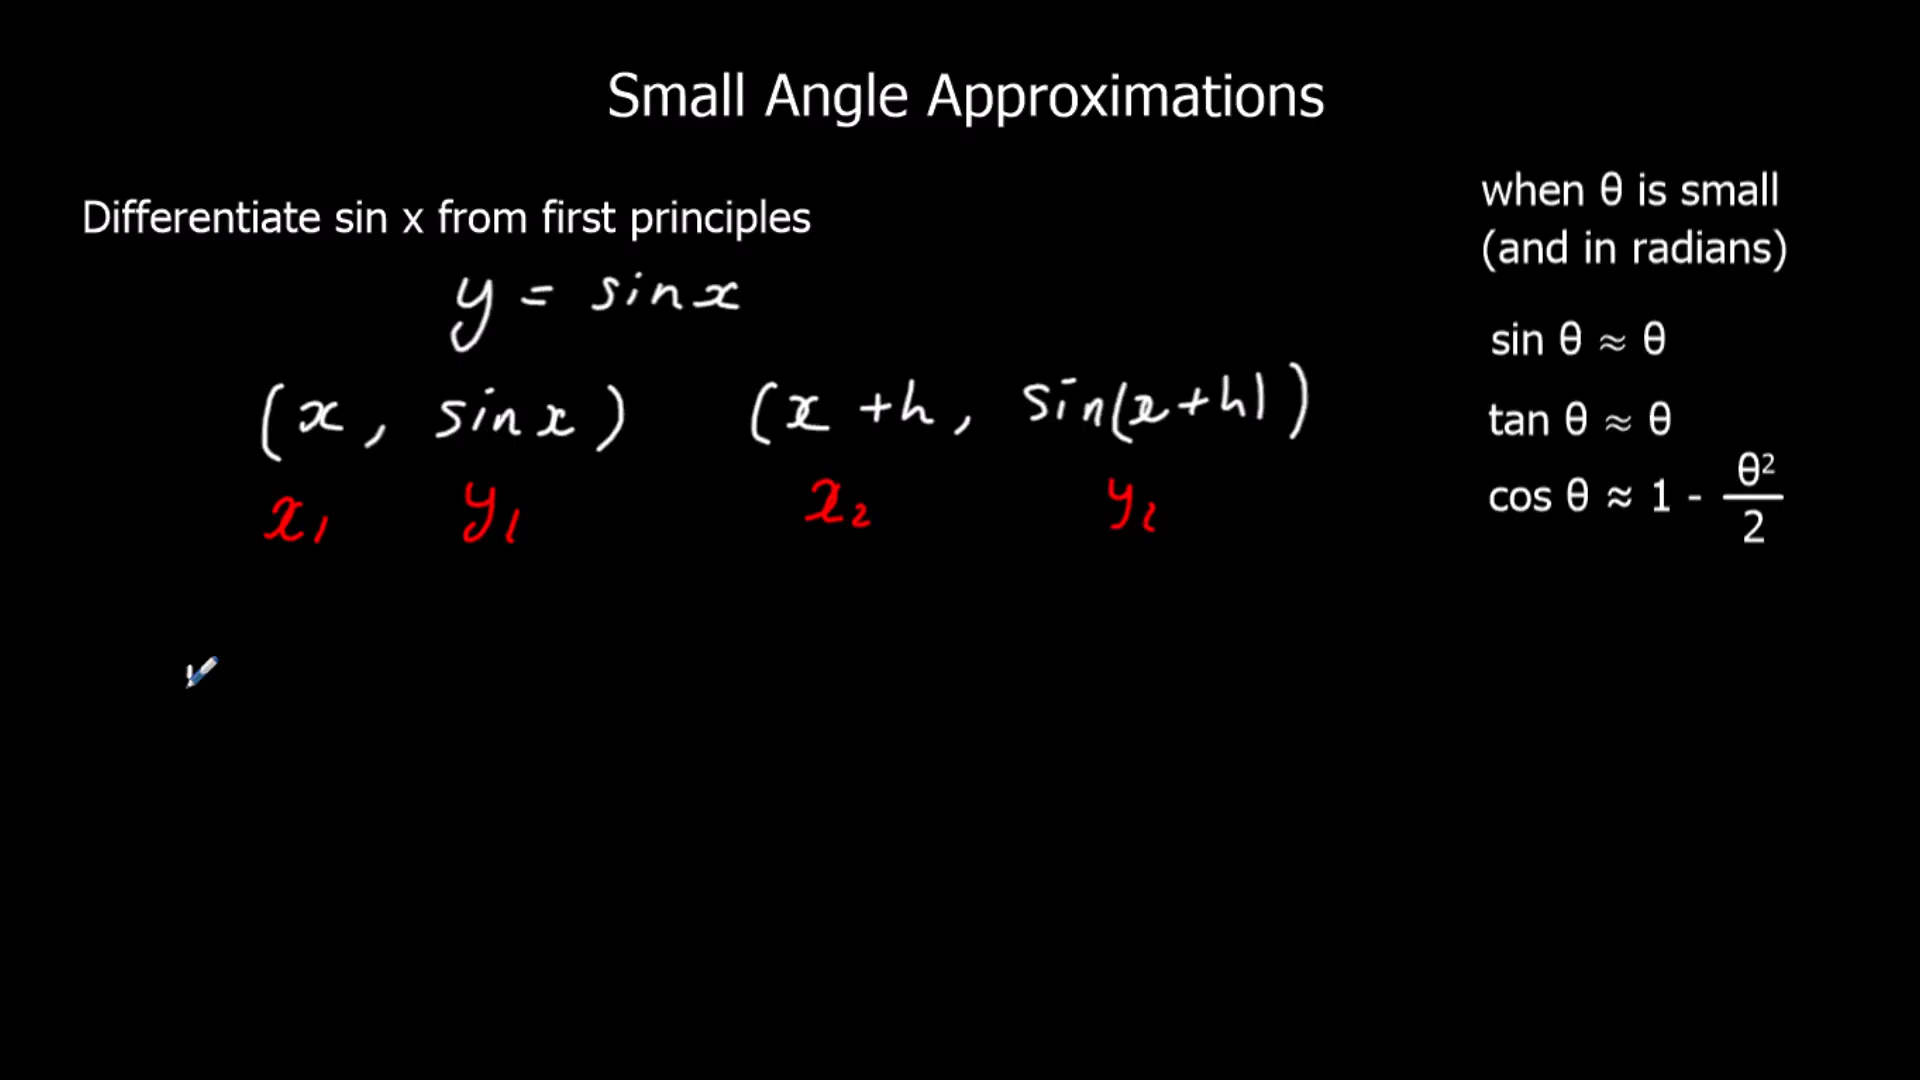 Small Angle Approximations
Differentiate sin x from first principles
y = sin x
(x, sin x) (x + h, sin(x+h))
x₁ y₁ x₂ y₂
when θ is small
(and in radians)
sin θ ≈ θ
tan θ ≈ θ
cos θ ≈ 1 - θ²/2